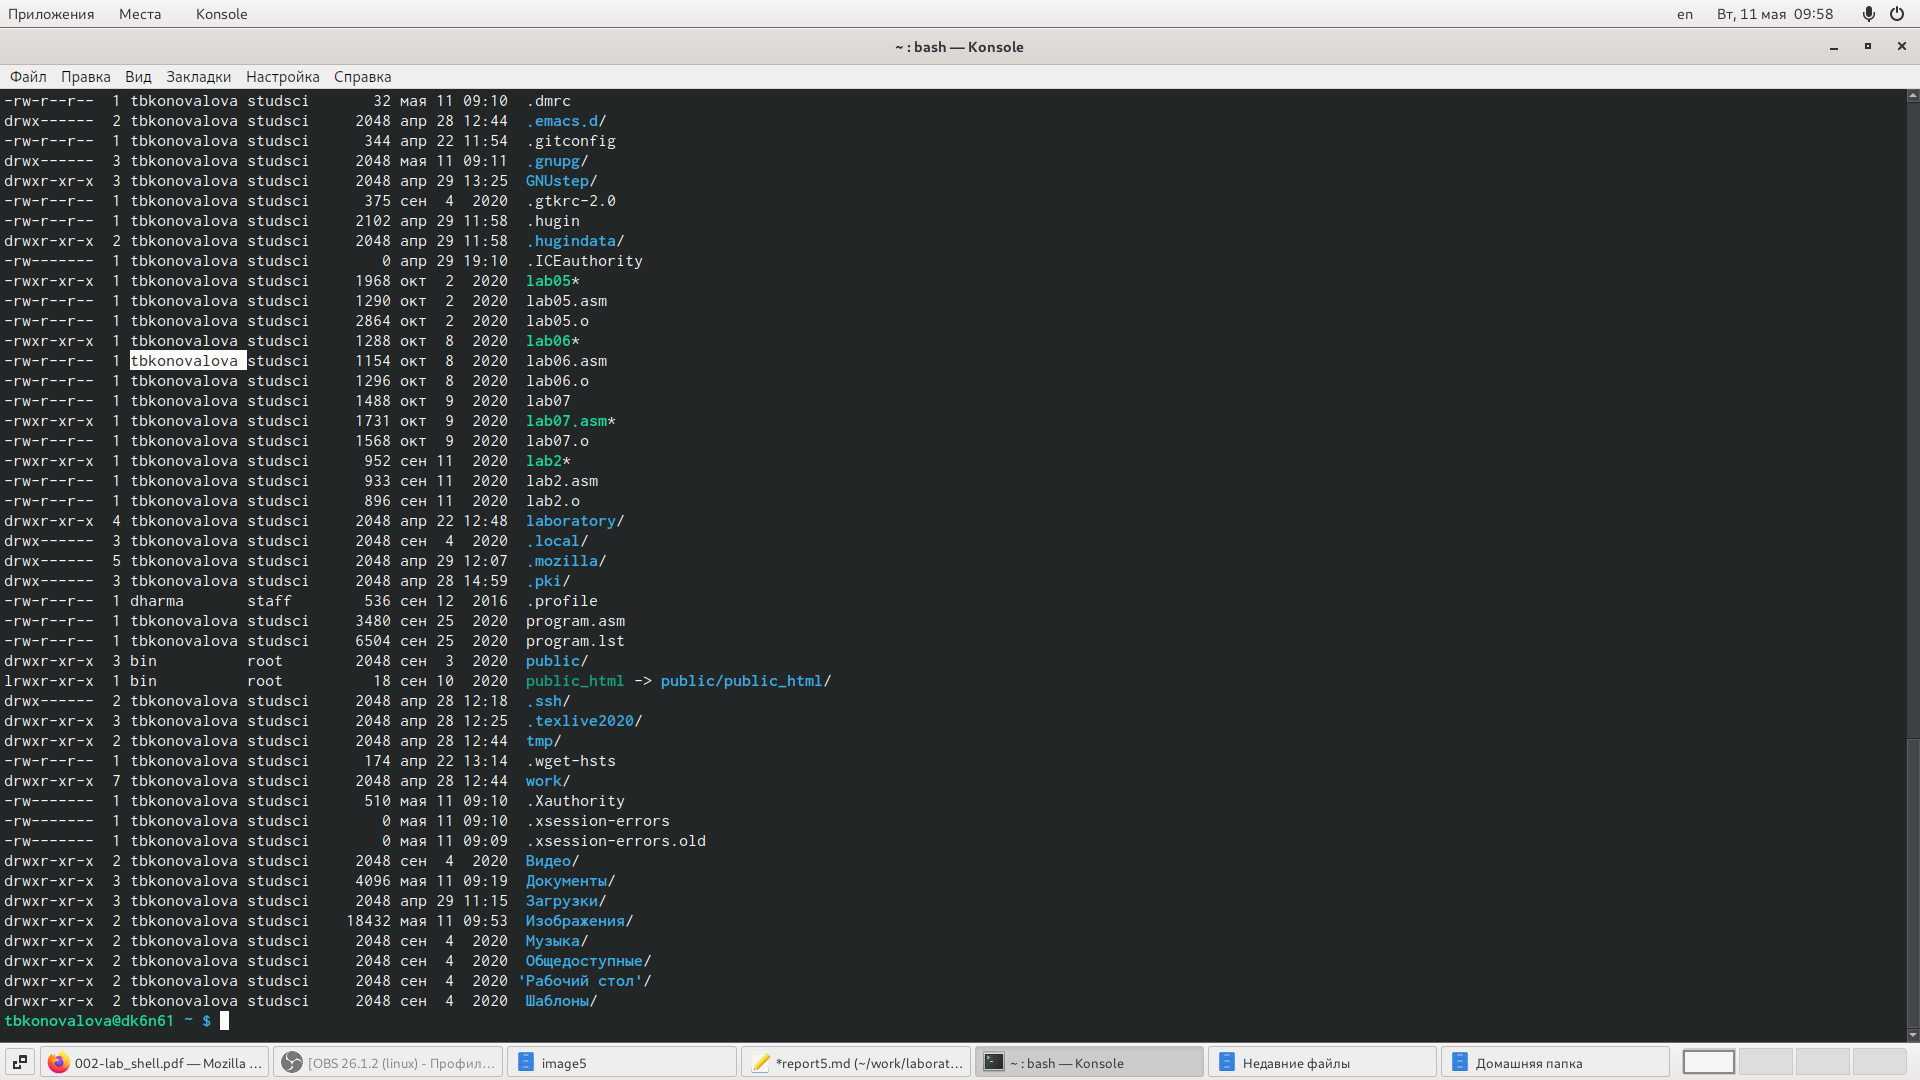 Приложения Места Konsole en Вт, 11 мая 09:58
~ : bash — Konsole
Файл Правка Вид Закладки Настройка Справка
-rw-r--r-- 1 tbkonovalova studsci 32 мая 11 09:10 .dmrc
drwx------ 2 tbkonovalova studsci 2048 апр 28 12:44 .emacs.d/
-rw-r--r-- 1 tbkonovalova studsci 344 апр 22 11:54 .gitconfig
drwx------ 3 tbkonovalova studsci 2048 мая 11 09:11 .gnupg/
drwxr-xr-x 3 tbkonovalova studsci 2048 апр 29 13:25 GNUstep/
-rw-r--r-- 1 tbkonovalova studsci 375 сен 4 2020 .gtkrc-2.0
-rw-r--r-- 1 tbkonovalova studsci 2102 апр 29 11:58 .hugin
drwxr-xr-x 2 tbkonovalova studsci 2048 апр 29 11:58 .hugindata/
-rw------- 1 tbkonovalova studsci 0 апр 29 19:10 .ICEauthority
-rwxr-xr-x 1 tbkonovalova studsci 1968 окт 2 2020 lab05*
-rw-r--r-- 1 tbkonovalova studsci 1290 окт 2 2020 lab05.asm
-rw-r--r-- 1 tbkonovalova studsci 2864 окт 2 2020 lab05.o
-rwxr-xr-x 1 tbkonovalova studsci 1288 окт 8 2020 lab06*
-rw-r--r-- 1 tbkonovalova studsci 1154 окт 8 2020 lab06.asm
-rw-r--r-- 1 tbkonovalova studsci 1296 окт 8 2020 lab06.o
-rw-r--r-- 1 tbkonovalova studsci 1488 окт 9 2020 lab07
-rwxr-xr-x 1 tbkonovalova studsci 1731 окт 9 2020 lab07.asm*
-rw-r--r-- 1 tbkonovalova studsci 1568 окт 9 2020 lab07.o
-rwxr-xr-x 1 tbkonovalova studsci 952 сен 11 2020 lab2*
-rw-r--r-- 1 tbkonovalova studsci 933 сен 11 2020 lab2.asm
-rw-r--r-- 1 tbkonovalova studsci 896 сен 11 2020 lab2.o
drwxr-xr-x 4 tbkonovalova studsci 2048 апр 22 12:48 laboratory/
drwx------ 3 tbkonovalova studsci 2048 сен 4 2020 .local/
drwx------ 5 tbkonovalova studsci 2048 апр 29 12:07 .mozilla/
drwx------ 3 tbkonovalova studsci 2048 апр 28 14:59 .pki/
-rw-r--r-- 1 dharma staff 536 сен 12 2016 .profile
-rw-r--r-- 1 tbkonovalova studsci 3480 сен 25 2020 program.asm
-rw-r--r-- 1 tbkonovalova studsci 6504 сен 25 2020 program.lst
drwxr-xr-x 3 bin root 2048 сен 3 2020 public/
lrwxr-xr-x 1 bin root 18 сен 10 2020 public_html -> public/public_html/
drwx------ 2 tbkonovalova studsci 2048 апр 28 12:18 .ssh/
drwxr-xr-x 3 tbkonovalova studsci 2048 апр 28 12:25 .texlive2020/
drwxr-xr-x 2 tbkonovalova studsci 2048 апр 28 12:44 tmp/
-rw-r--r-- 1 tbkonovalova studsci 174 апр 22 13:14 .wget-hsts
drwxr-xr-x 7 tbkonovalova studsci 2048 апр 28 12:44 work/
-rw------- 1 tbkonovalova studsci 510 мая 11 09:10 .Xauthority
-rw------- 1 tbkonovalova studsci 0 мая 11 09:10 .xsession-errors
-rw------- 1 tbkonovalova studsci 0 мая 11 09:09 .xsession-errors.old
drwxr-xr-x 2 tbkonovalova studsci 2048 сен 4 2020 Видео/
drwxr-xr-x 3 tbkonovalova studsci 4096 мая 11 09:19 Документы/
drwxr-xr-x 3 tbkonovalova studsci 2048 апр 29 11:15 Загрузки/
drwxr-xr-x 2 tbkonovalova studsci 18432 мая 11 09:53 Изображения/
drwxr-xr-x 2 tbkonovalova studsci 2048 сен 4 2020 Музыка/
drwxr-xr-x 2 tbkonovalova studsci 2048 сен 4 2020 Общедоступные/
drwxr-xr-x 2 tbkonovalova studsci 2048 сен 4 2020 'Рабочий стол'/
drwxr-xr-x 2 tbkonovalova studsci 2048 сен 4 2020 Шаблоны/
tbkonovalova@dk6n61 ~ $
002-lab_shell.pdf — Mozilla ... [OBS 26.1.2 (linux) - Профил... image5 *report5.md (~/work/laborat... ~ : bash — Konsole Недавние файлы Домашняя папка